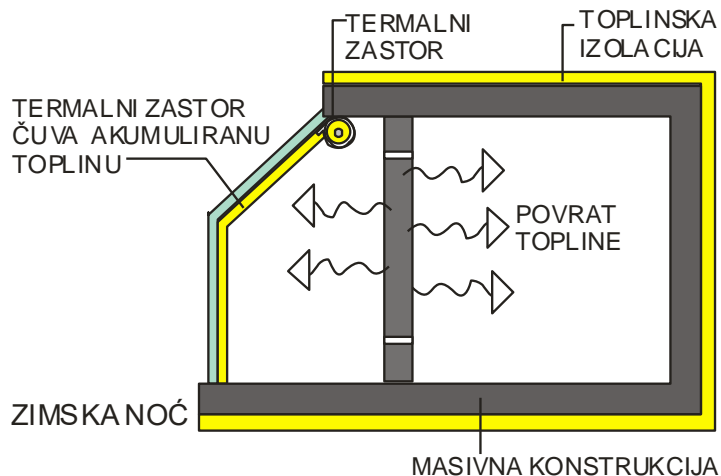 TERMALNI
ZASTOR
TOPLINSKA
IZOLACIJA
TERMALNI ZASTOR
ČUVA AKUMULIRANU
TOPLINU
POVRAT
TOPLINE
ZIMSKA NOĆ
MASIVNA KONSTRUKCIJA